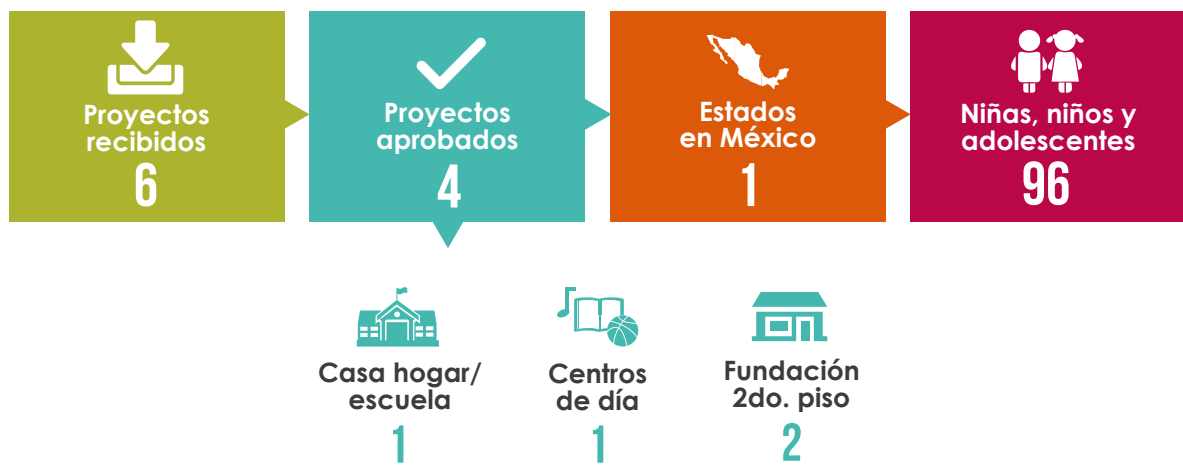 Proyectos
recibidos
6
Proyectos
aprobados
4
Estados
en México
1
Niñas, niños y
adolescentes
96
Casa hogar/
escuela
1
Centros
de día
1
Fundación
2do. piso
2